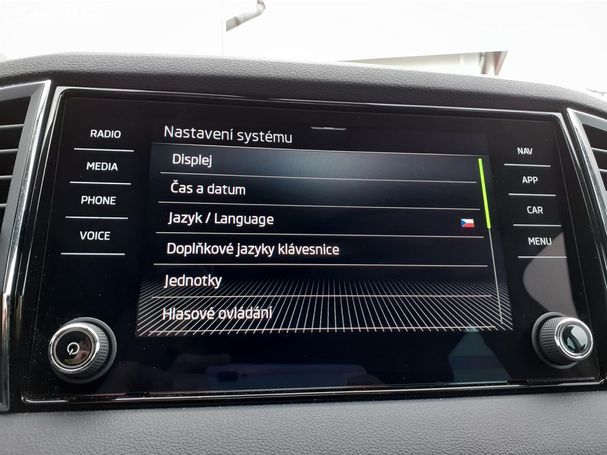 RADIO
MEDIA
PHONE
VOICE
Nastavení systému
Displej
Čas a datum
Jazyk / Language
Doplňkové jazyky klávesnice
Jednotky
Hlasové ovládání
NAV
APP
CAR
MENU